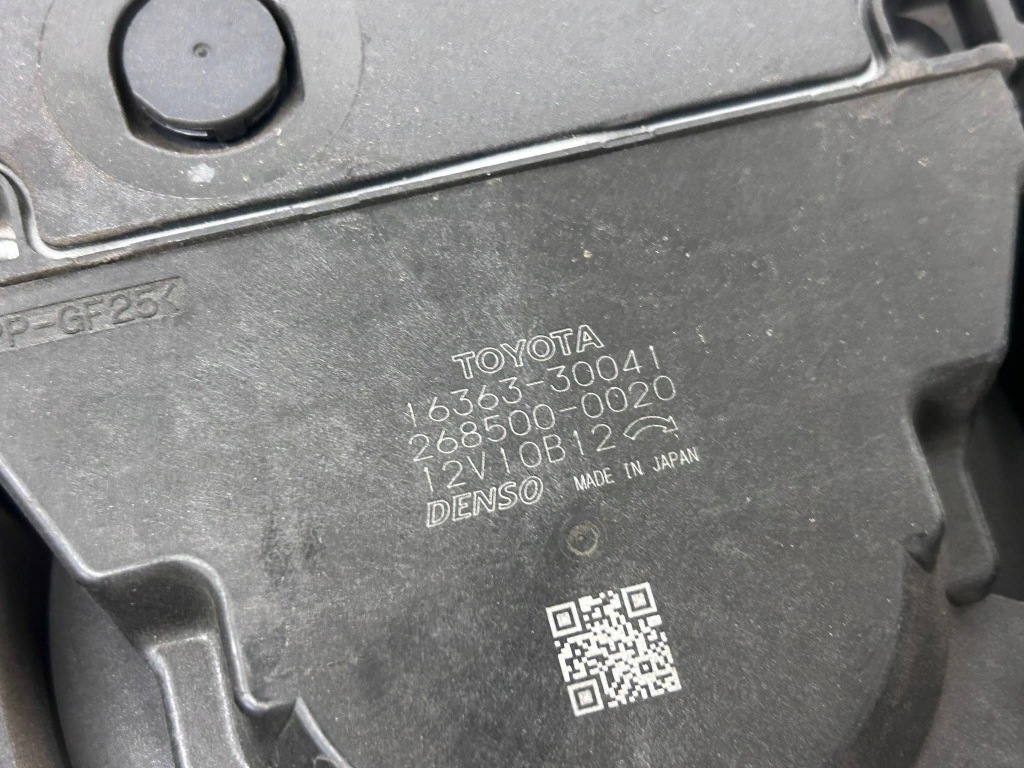 PP-GF25<
TOYOTA
16363-30041
268500-0020
12V10B12
DENSO MADE IN JAPAN